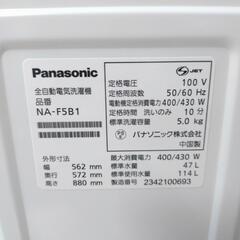 Panasonic
全自動電気洗濯機
品番
NA-F5B1
外形寸法
幅 562 mm
奥行 572 mm
高さ 880 mm
JET
定格電圧 100 V
定格周波数 50/60 Hz
電動機定格消費電力 400/430 W
定格時間 洗いのみ 10 分
標準洗濯容量 5.0 kg
パナソニック株式会社
中国製
最大消費電力 400/430 W
標準水量 47 L
標準使用水量 114 L
製造番号 2342100693